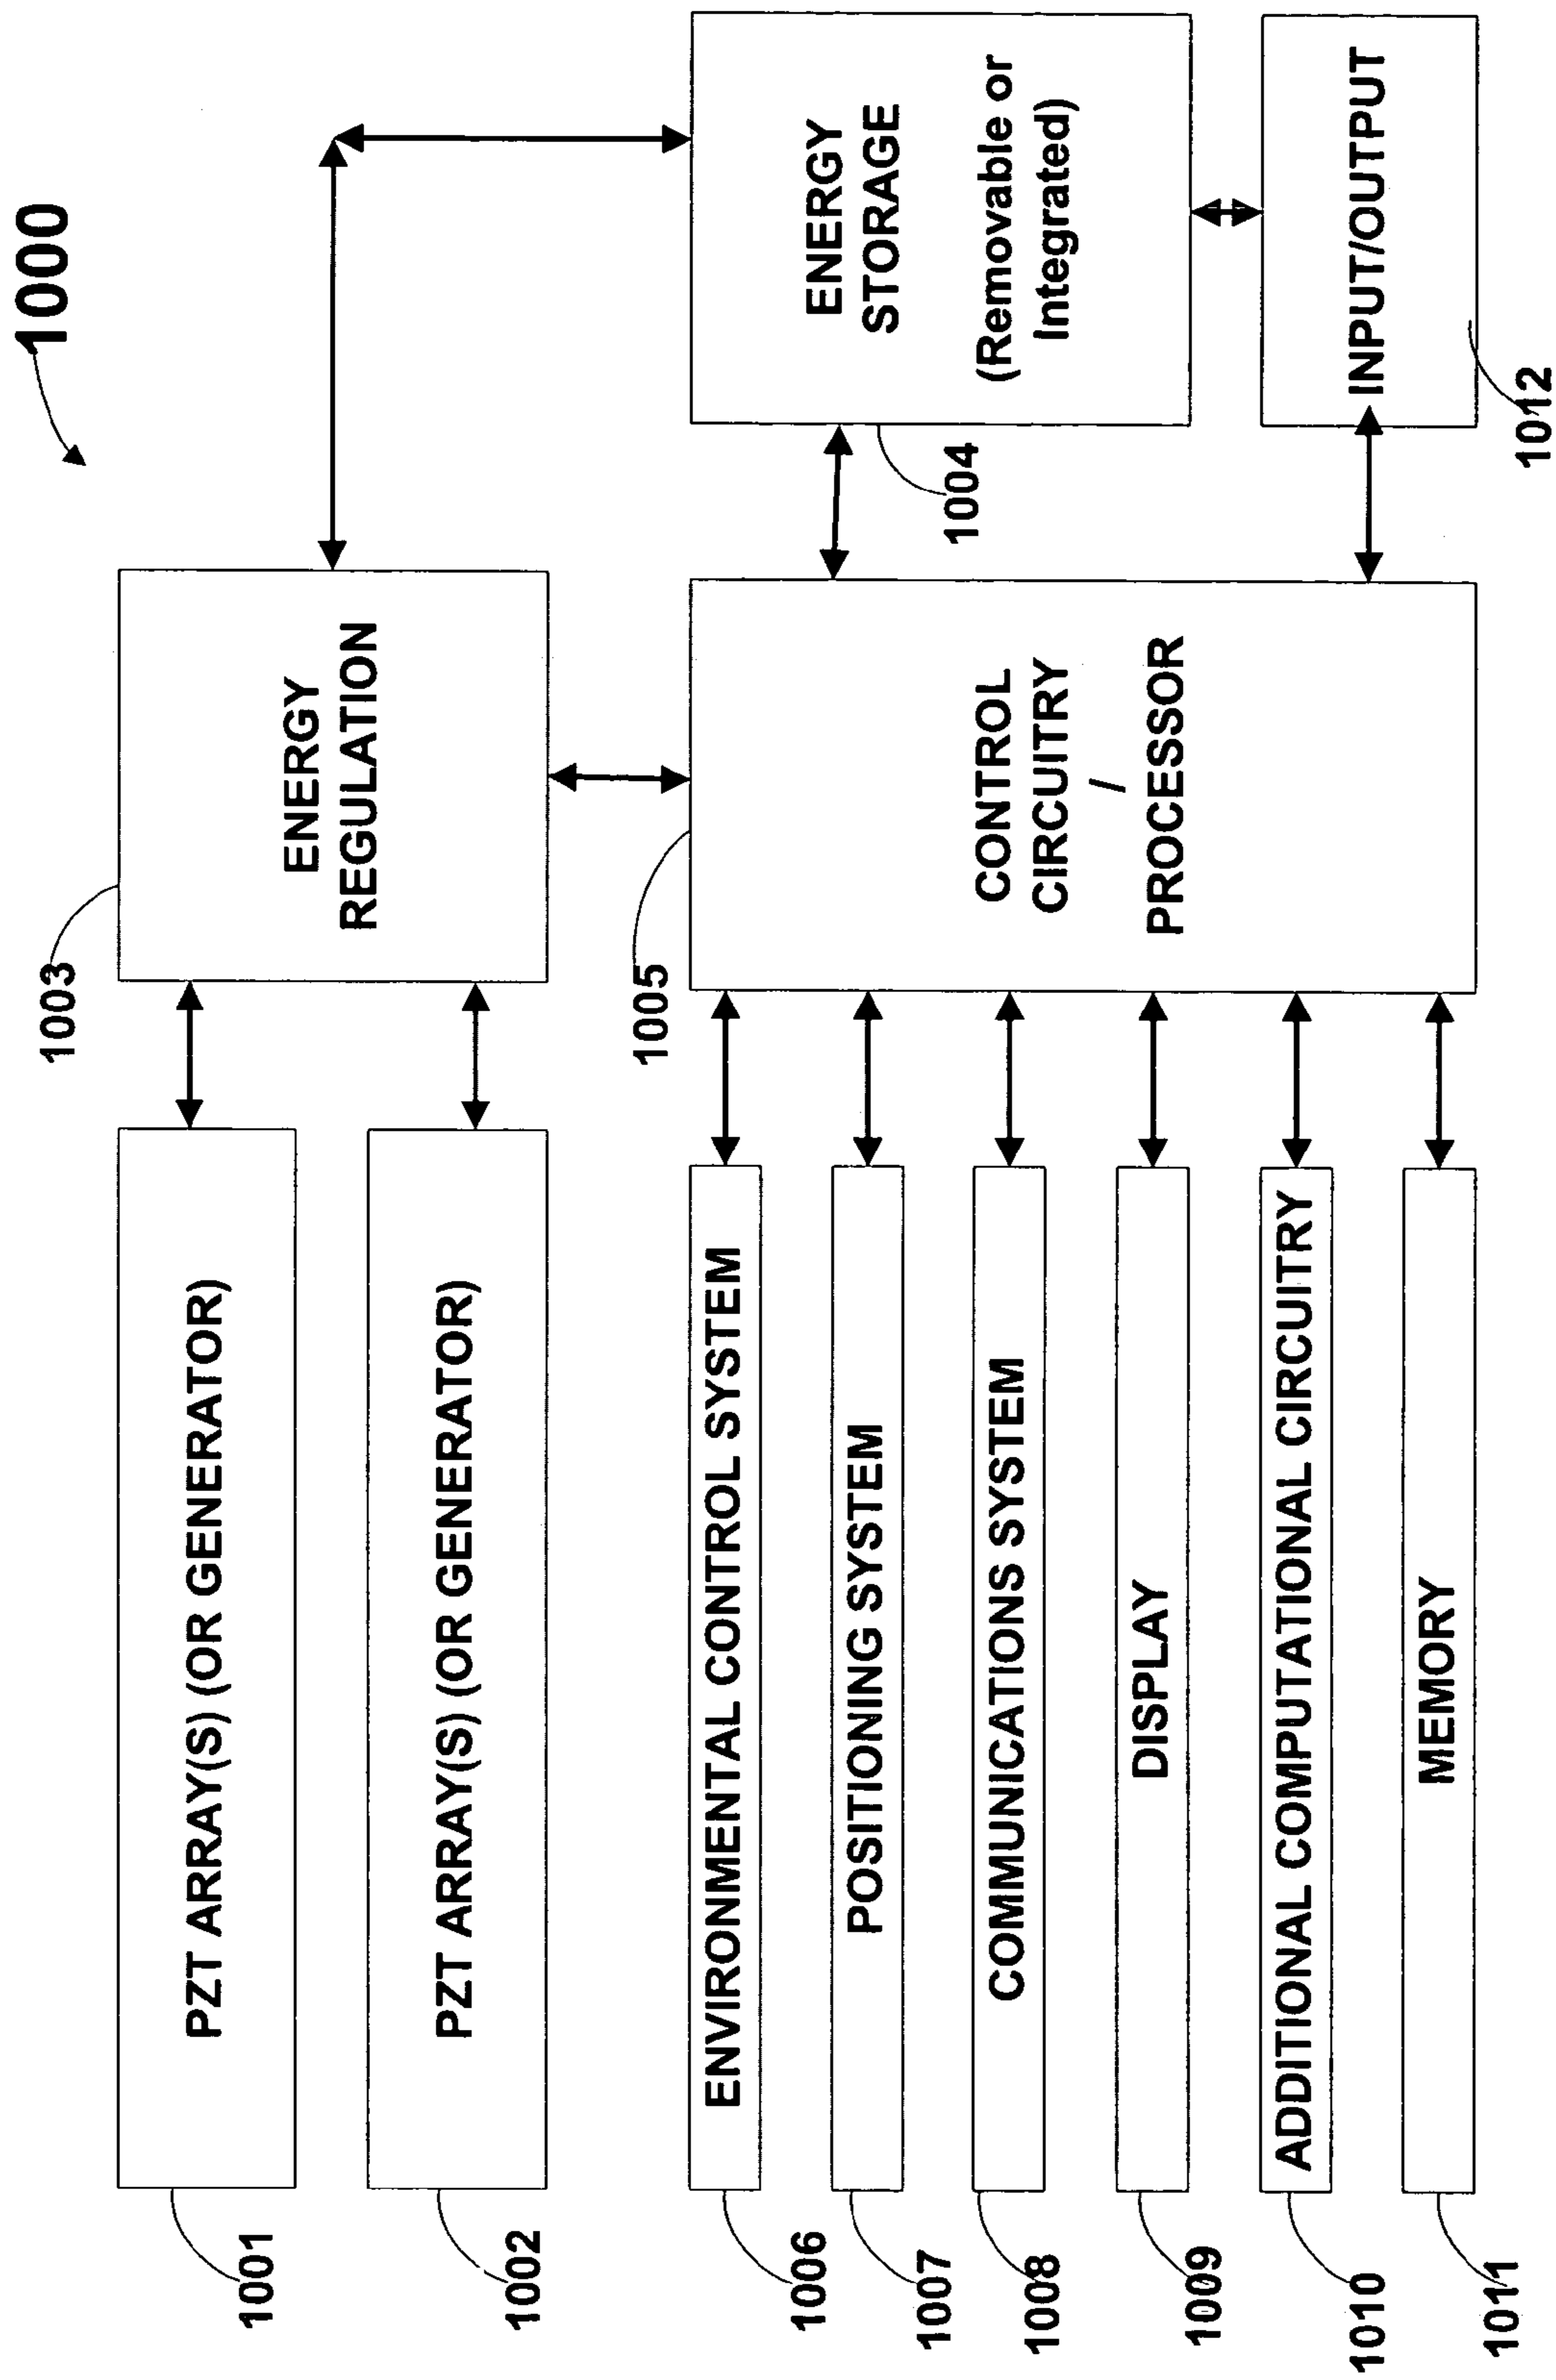 1000
1001
PZT ARRAY(S) (OR GENERATOR)
1003
ENERGY
REGULATION
1002
PZT ARRAY(S) (OR GENERATOR)
1006
ENVIRONMENTAL CONTROL SYSTEM
1005
CONTROL
CIRCUITRY
/
PROCESSOR
ENERGY
STORAGE
(Removable or
Integrated)
1004
1007
POSITIONING SYSTEM
1008
COMMUNICATIONS SYSTEM
1009
DISPLAY
1010
ADDITIONAL COMPUTATIONAL CIRCUITRY
1011
MEMORY
INPUT/OUTPUT
1012